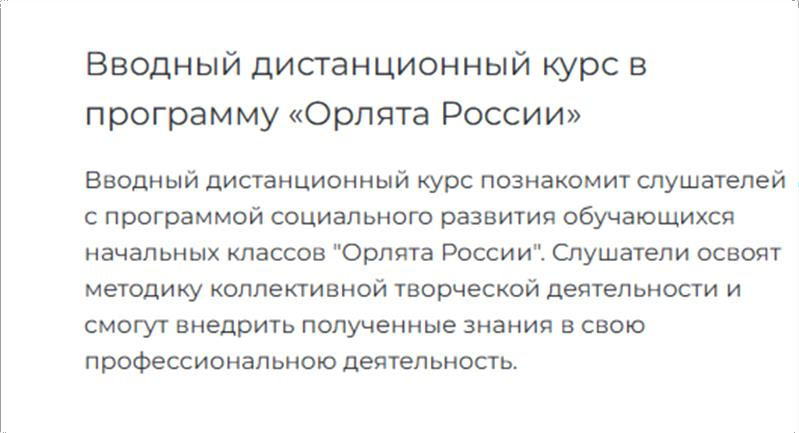 Вводный дистанционный курс в
программу «Орлята России»
Вводный дистанционный курс познакомит слушателей
с программой социального развития обучающихся
начальных классов "Орлята России". Слушатели освоят
методику коллективной творческой деятельности и
смогут внедрить полученные знания в свою
профессиональною деятельность.